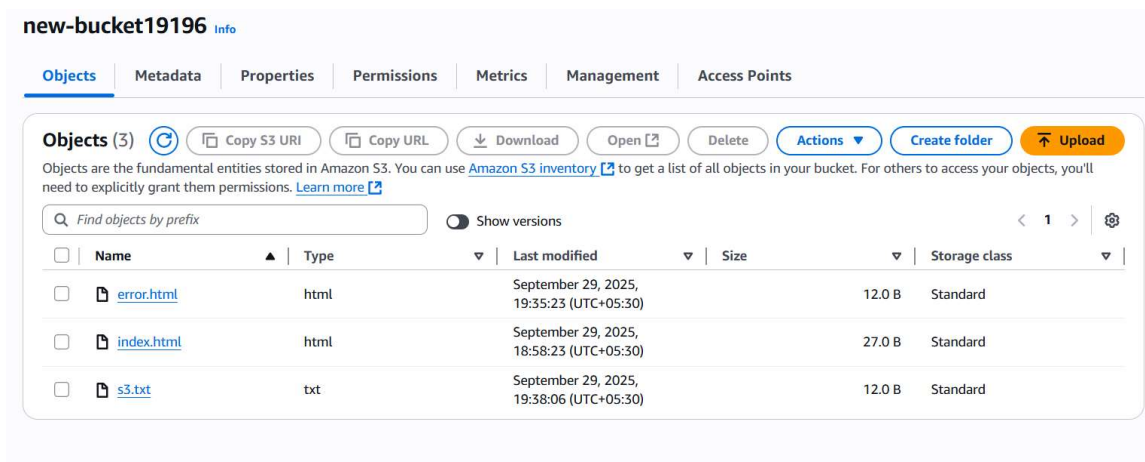 new-bucket19196 Info
Objects Metadata Properties Permissions Metrics Management Access Points
Objects (3) Copy S3 URI Copy URL Download Open Delete Actions Create folder Upload
Objects are the fundamental entities stored in Amazon S3. You can use Amazon S3 inventory to get a list of all objects in your bucket. For others to access your objects, you'll
need to explicitly grant them permissions. Learn more
Find objects by prefix Show versions 1
Name Type Last modified Size Storage class
error.html html September 29, 2025, 19:35:23 (UTC+05:30) 12.0 B Standard
index.html html September 29, 2025, 18:58:23 (UTC+05:30) 27.0 B Standard
s3.txt txt September 29, 2025, 19:38:06 (UTC+05:30) 12.0 B Standard